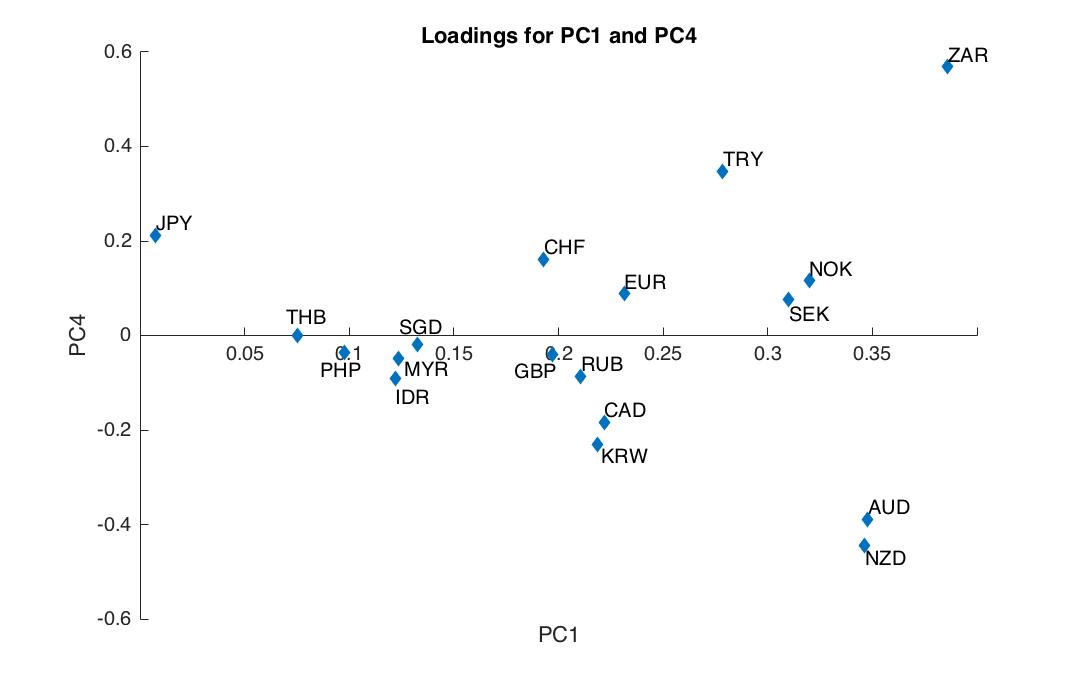 Loadings for PC1 and PC4
0.6
ZAR
0.4
TRY
JPY
0.2
CHF
EUR
NOK
SEK
THB
SGD
PC4
0
0.05
0.1
0.15
0.2
0.25
0.3
0.35
PHP
MYR
GBP
RUB
IDR
CAD
-0.2
KRW
AUD
-0.4
NZD
-0.6
PC1